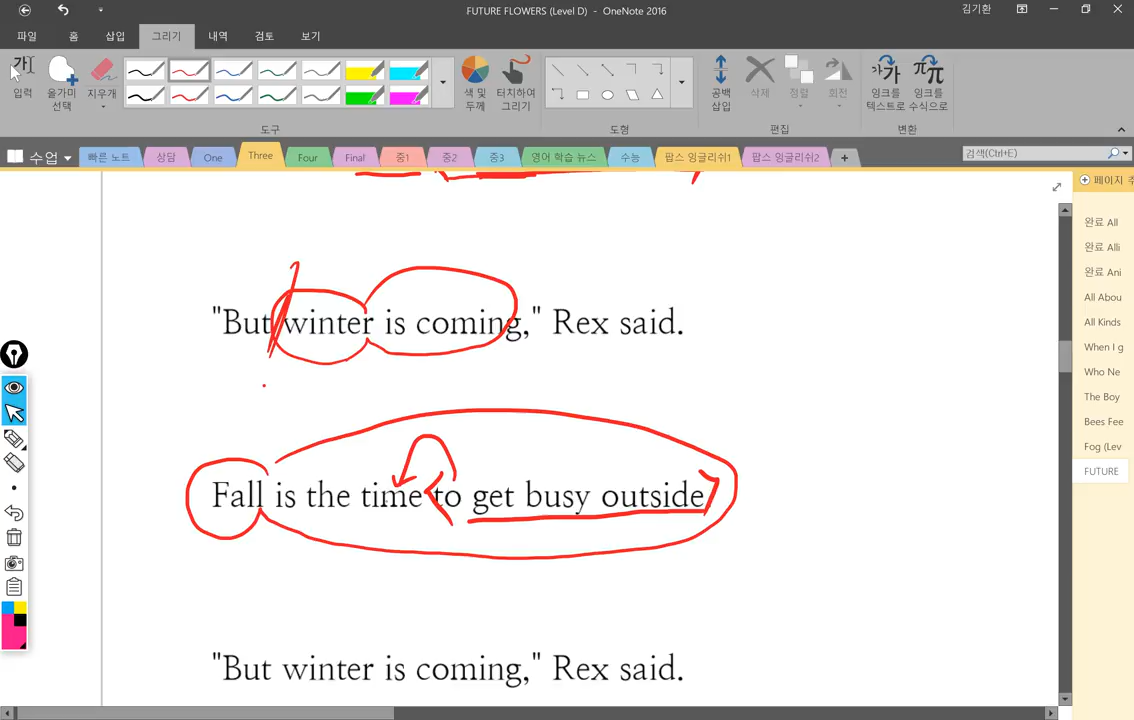 FUTURE FLOWERS (Level D) - OneNote 2016
김기환
파일 홈 삽입 그리기 내역 검토 보기
입력
올가미 선택
지우개
색 및 두께
터치하여 그리기
공백 삽입
삭제
정렬
회전
잉크를 텍스트로
잉크를 수식으로
도구
도형
편집
변환
수업
빠른 노트 상담 One Three Four Final 중1 중2 중3 영어 학습 뉴스 수능 팝스 잉글리쉬1 팝스 잉글리쉬2
검색(Ctrl+E)
페이지 추
완료 All
완료 Alli
완료 Ani
All Abou
All Kinds
When I g
Who Ne
The Boy
Bees Fee
Fog (Lev
FUTURE
"But winter is coming," Rex said.
Fall is the time to get busy outside
"But winter is coming," Rex said.